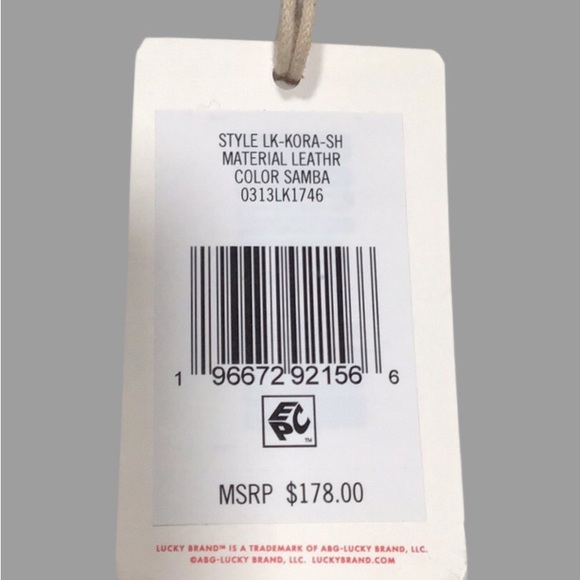 STYLE LK-KORA-SH
MATERIAL LEATHR
COLOR SAMBA
0313LK1746
1 96672 92156 6
EPC™
MSRP $178.00
LUCKY BRAND™ IS A TRADEMARK OF ABG-LUCKY BRAND, LLC.
©ABG-LUCKY BRAND, LLC. LUCKYBRAND.COM